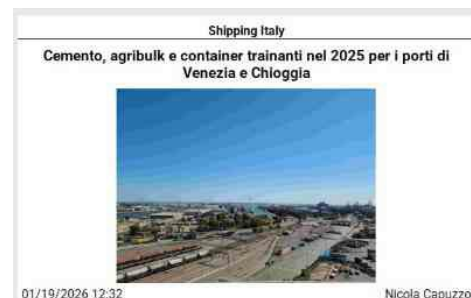 Shipping Italy
Cemento, agribulk e container trainanti nel 2025 per i porti di
Venezia e Chioggia
01/19/2026 12:32
Nicola Capuzzo